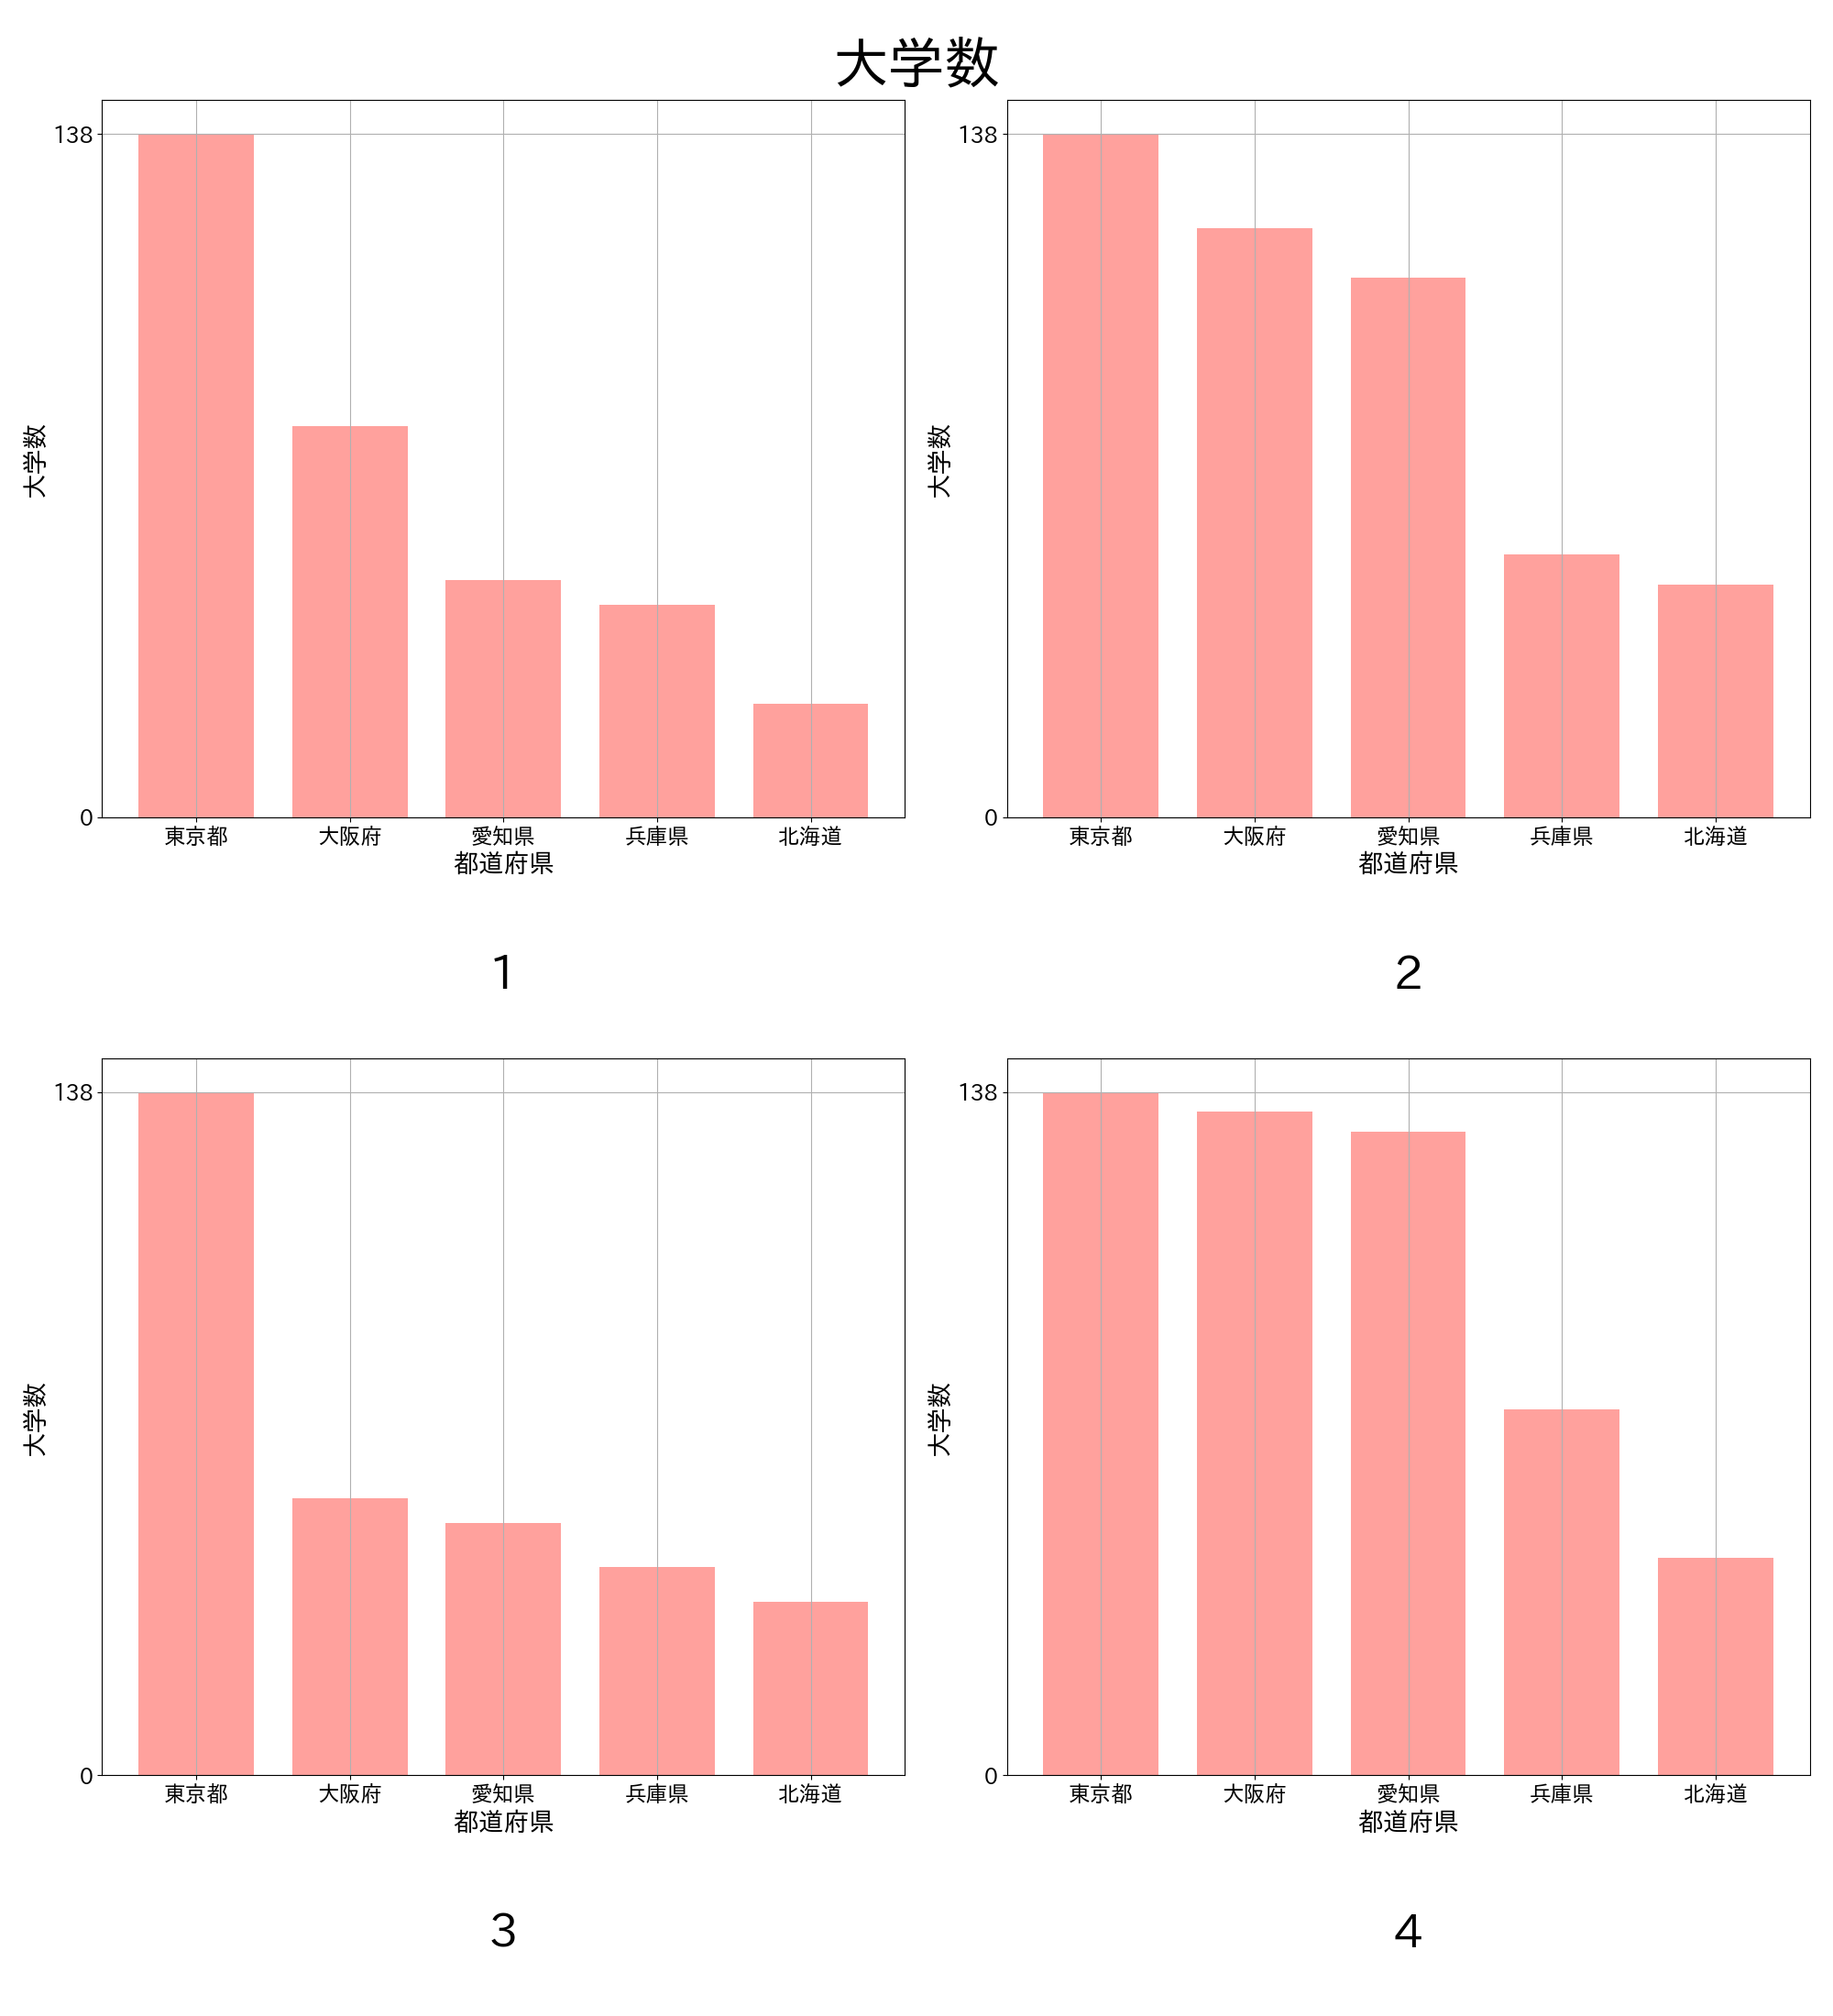 大学数
138
0
大学数
東京都 大阪府 愛知県 兵庫県 北海道
都道府県
1
138
0
大学数
東京都 大阪府 愛知県 兵庫県 北海道
都道府県
2
138
0
大学数
東京都 大阪府 愛知県 兵庫県 北海道
都道府県
3
138
0
大学数
東京都 大阪府 愛知県 兵庫県 北海道
都道府県
4